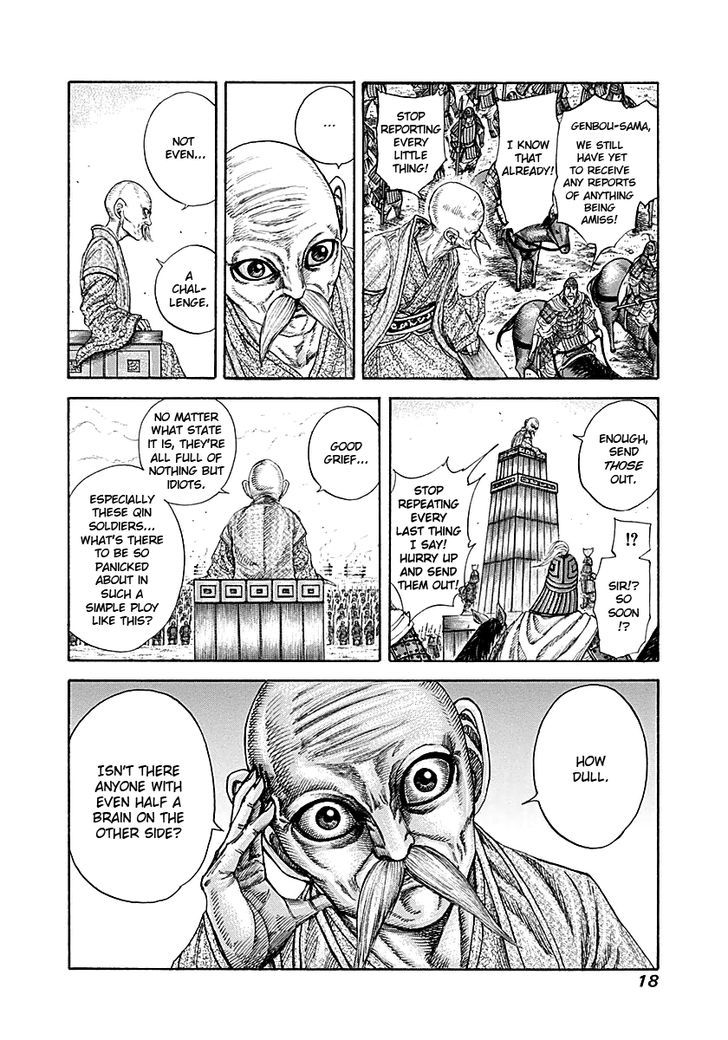 GENBOU-SAMA,
WE STILL
HAVE YET
TO RECEIVE
ANY REPORTS
OF ANYTHING
BEING
AMISS!
I KNOW
THAT
ALREADY!
STOP
REPORTING
EVERY
LITTLE
THING!
...
NOT
EVEN...
A
CHAL-
LENGE.
ENOUGH,
SEND
THOSE
OUT.
!?
SIR!?
SO
SOON
!?
STOP
REPEATING
EVERY
LAST THING
I SAY!
HURRY UP
AND SEND
THEM OUT!
GOOD
GRIEF...
NO MATTER
WHAT STATE
IT IS, THEY'RE
ALL FULL OF
NOTHING BUT
IDIOTS.
ESPECIALLY
THESE QIN
SOLDIERS...
WHAT'S THERE
TO BE SO
PANICKED
ABOUT IN
SUCH A
SIMPLE PLOY
LIKE THIS?
HOW
DULL.
ISN'T THERE
ANYONE WITH
EVEN HALF A
BRAIN ON THE
OTHER SIDE?
18